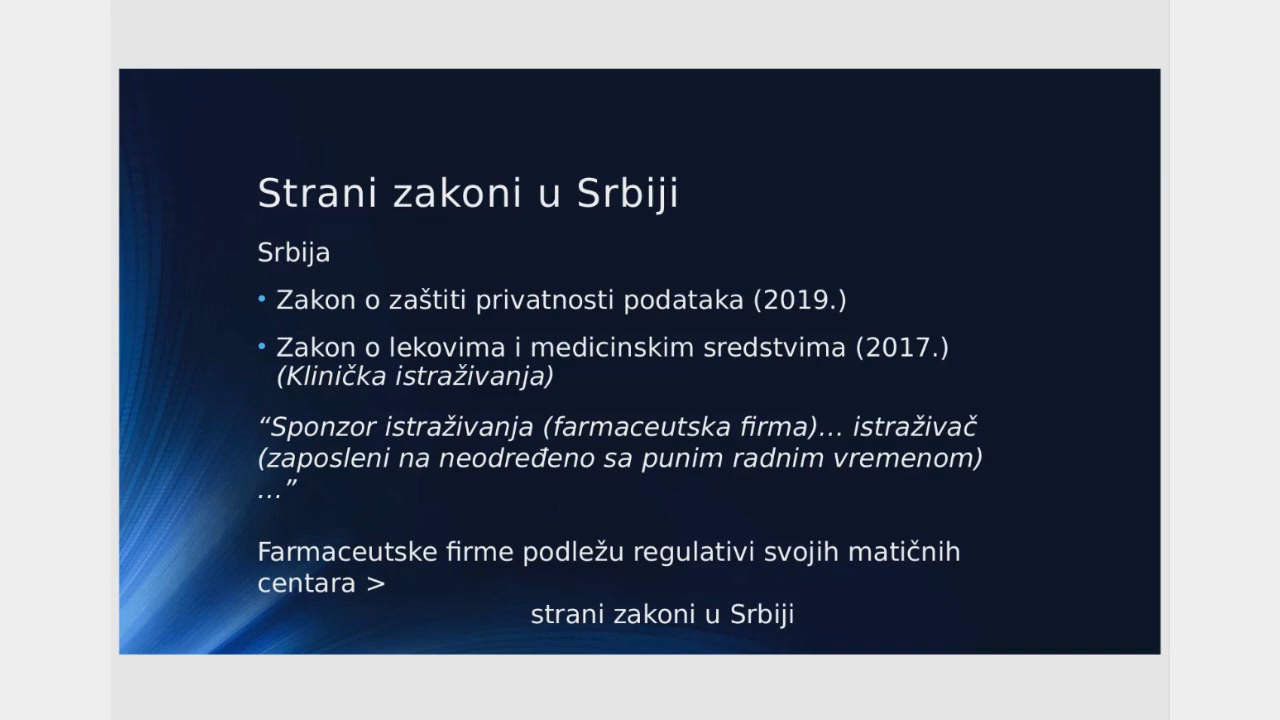 Strani zakoni u Srbiji
Srbija
• Zakon o zaštiti privatnosti podataka (2019.)
• Zakon o lekovima i medicinskim sredstvima (2017.)
(Klinička istraživanja)
“Sponzor istraživanja (farmaceutska firma)… istraživač
(zaposleni na neodređeno sa punim radnim vremenom)
…”
Farmaceutske firme podležu regulativi svojih matičnih
centara >
strani zakoni u Srbiji